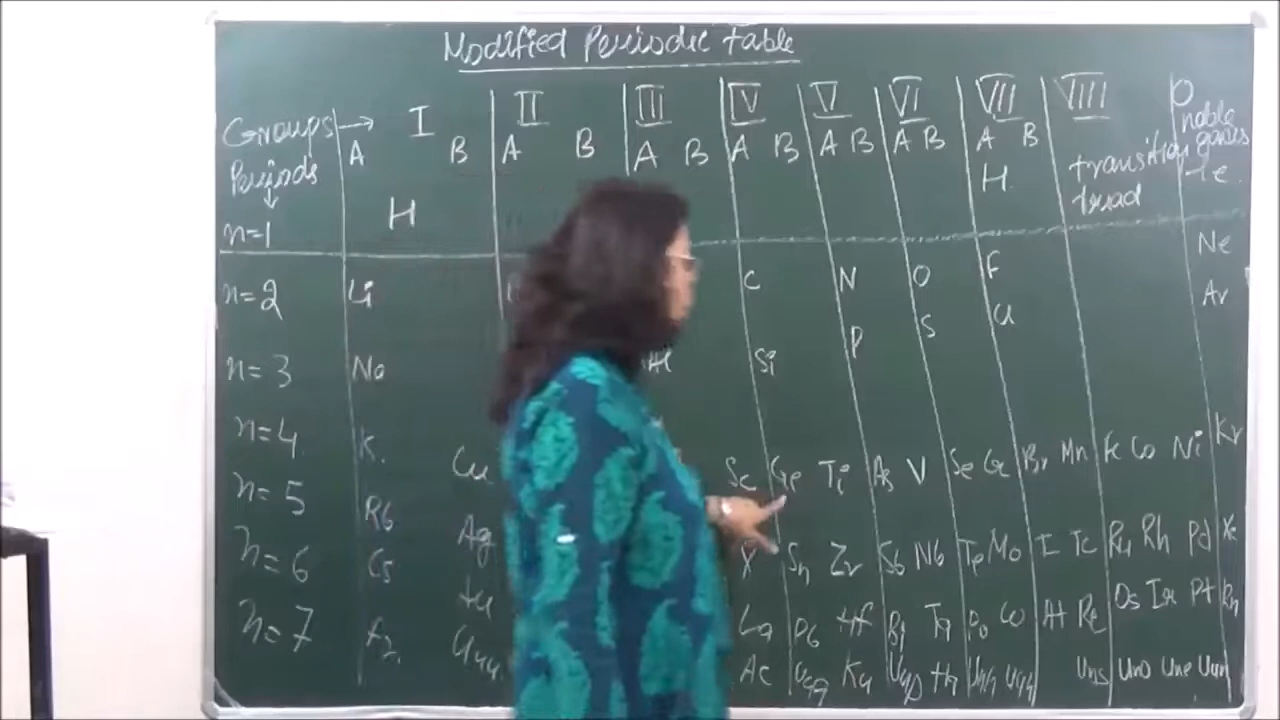 Modified Periodic table
Groups → I II III IV V VI VII VIII O
A B A B A B A B A B A B A B transition noble gases
Periods ↓ H H triad
n=1
n=2 Li C N O F Ne
n=3 Na Si P S Cl Ar
n=4 K. Cu Sc Ge Ti As V Se Cr Br Mn Fe Co Ni Kr
n=5 Rb Ag Y Sn Zr Sb Nb Te Mo I Tc Ru Rh Pd Xe
n=6 Cs Au La Pb Hf Bi Ta Po W At Re Os Ir Pt Rn
n=7 Fr Uuu Ac Uuq Ku Uup Ha Uuh Unh Uns Uno Une Uun